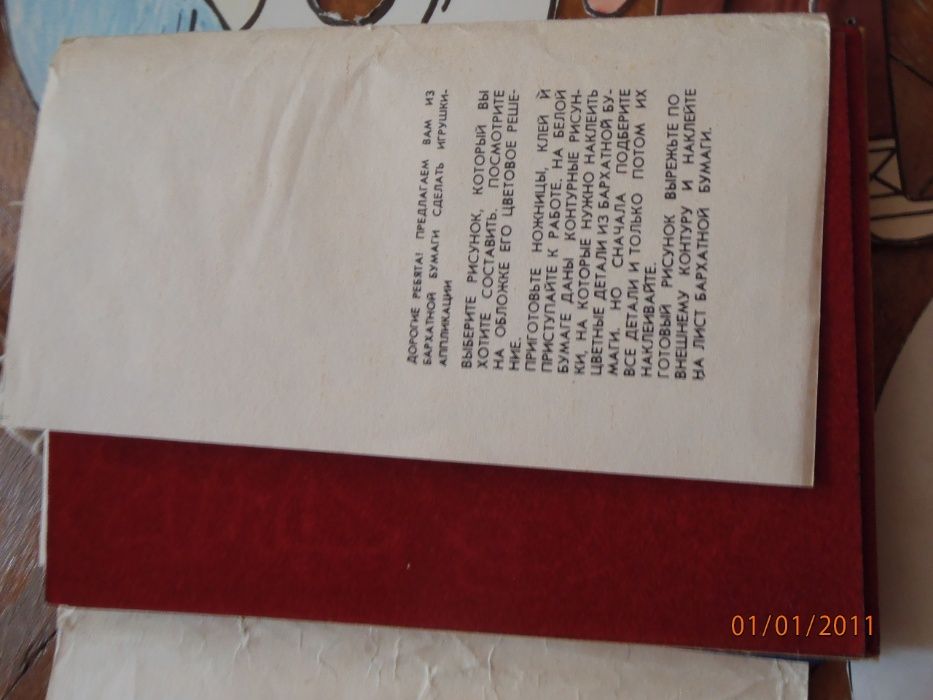 ДОРОГИЕ РЕБЯТА! ПРЕДЛАГАЕМ ВАМ ИЗ
БАРХАТНОЙ БУМАГИ СДЕЛАТЬ ИГРУШКИ-
АППЛИКАЦИИ
ВЫБЕРИТЕ РИСУНОК, КОТОРЫЙ ВЫ
ХОТИТЕ СОСТАВИТЬ. ПОСМОТРИТЕ
НА ОБЛОЖКЕ ЕГО ЦВЕТОВОЕ РЕШЕ-
НИЕ.
ПРИГОТОВЬТЕ НОЖНИЦЫ, КЛЕЙ И
ПРИСТУПАЙТЕ К РАБОТЕ. НА БЕЛОЙ
БУМАГЕ ДАНЫ КОНТУРНЫЕ РИСУН-
КИ, НА КОТОРЫЕ НУЖНО НАКЛЕИТЬ
ЦВЕТНЫЕ ДЕТАЛИ ИЗ БАРХАТНОЙ БУ-
МАГИ. НО СНАЧАЛА ПОДБЕРИТЕ
ВСЕ ДЕТАЛИ И ТОЛЬКО ПОТОМ ИХ
НАКЛЕИВАЙТЕ.
ГОТОВЫЙ РИСУНОК ВЫРЕЖЬТЕ ПО
ВНЕШНЕМУ КОНТУРУ И НАКЛЕЙТЕ
НА ЛИСТ БАРХАТНОЙ БУМАГИ.
01/01/2011